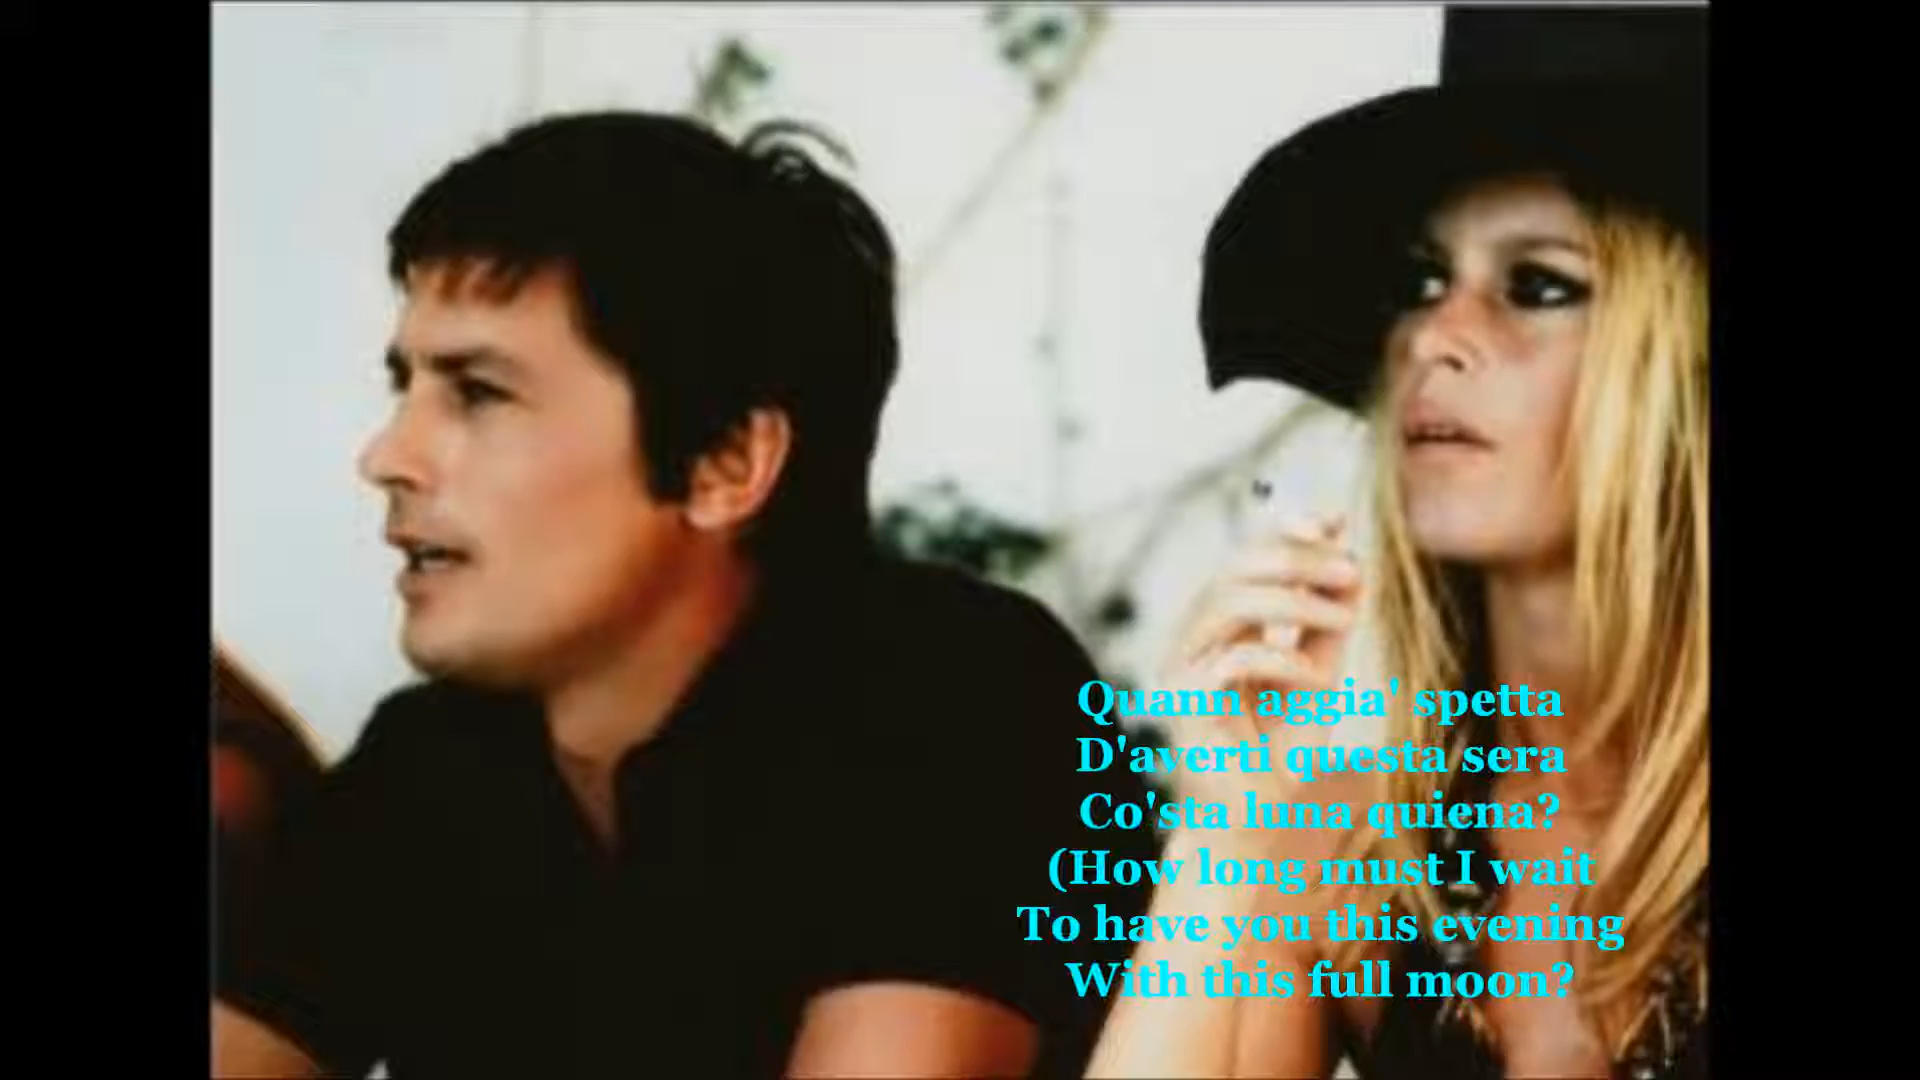 Quann aggia' spetta
D'averti questa sera
Co'sta luna quiena?
(How long must I wait
To have you this evening
With this full moon?